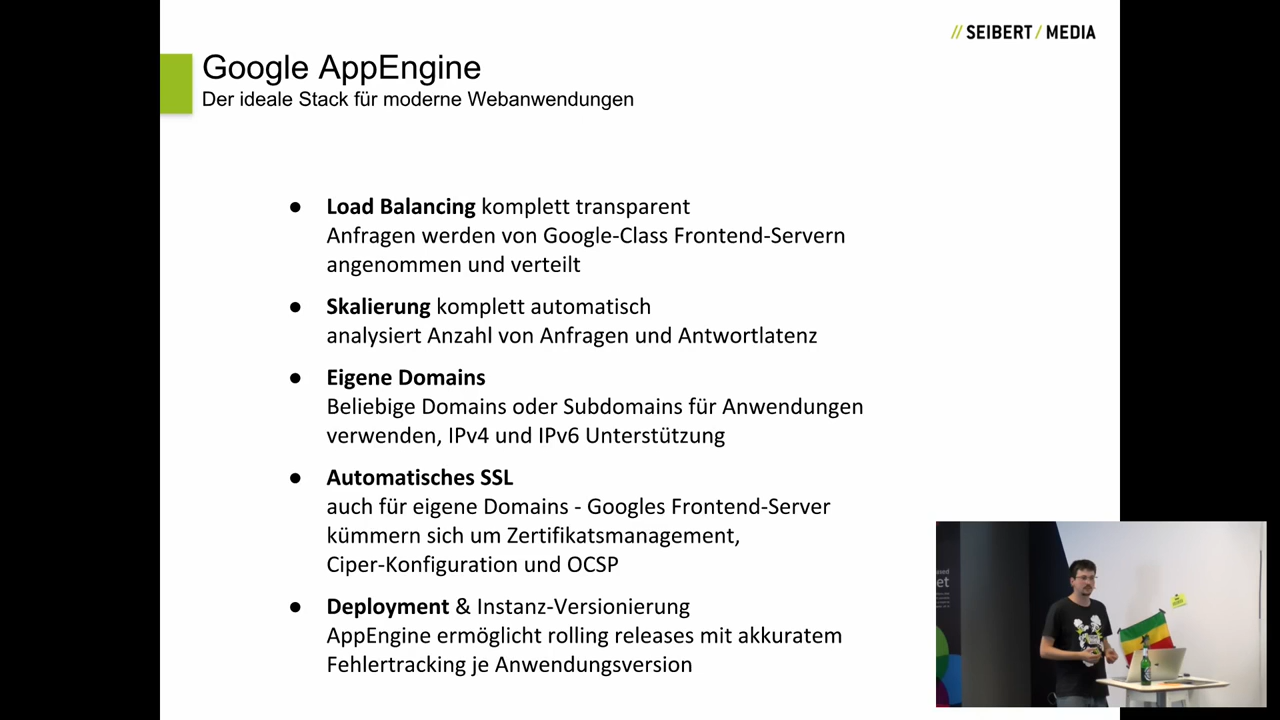 // SEIBERT / MEDIA
Google AppEngine
Der ideale Stack für moderne Webanwendungen
● Load Balancing komplett transparent
Anfragen werden von Google-Class Frontend-Servern
angenommen und verteilt
● Skalierung komplett automatisch
analysiert Anzahl von Anfragen und Antwortlatenz
● Eigene Domains
Beliebige Domains oder Subdomains für Anwendungen
verwenden, IPv4 und IPv6 Unterstützung
● Automatisches SSL
auch für eigene Domains - Googles Frontend-Server
kümmern sich um Zertifikatsmanagement,
Ciper-Konfiguration und OCSP
● Deployment & Instanz-Versionierung
AppEngine ermöglicht rolling releases mit akkuratem
Fehlertracking je Anwendungsversion